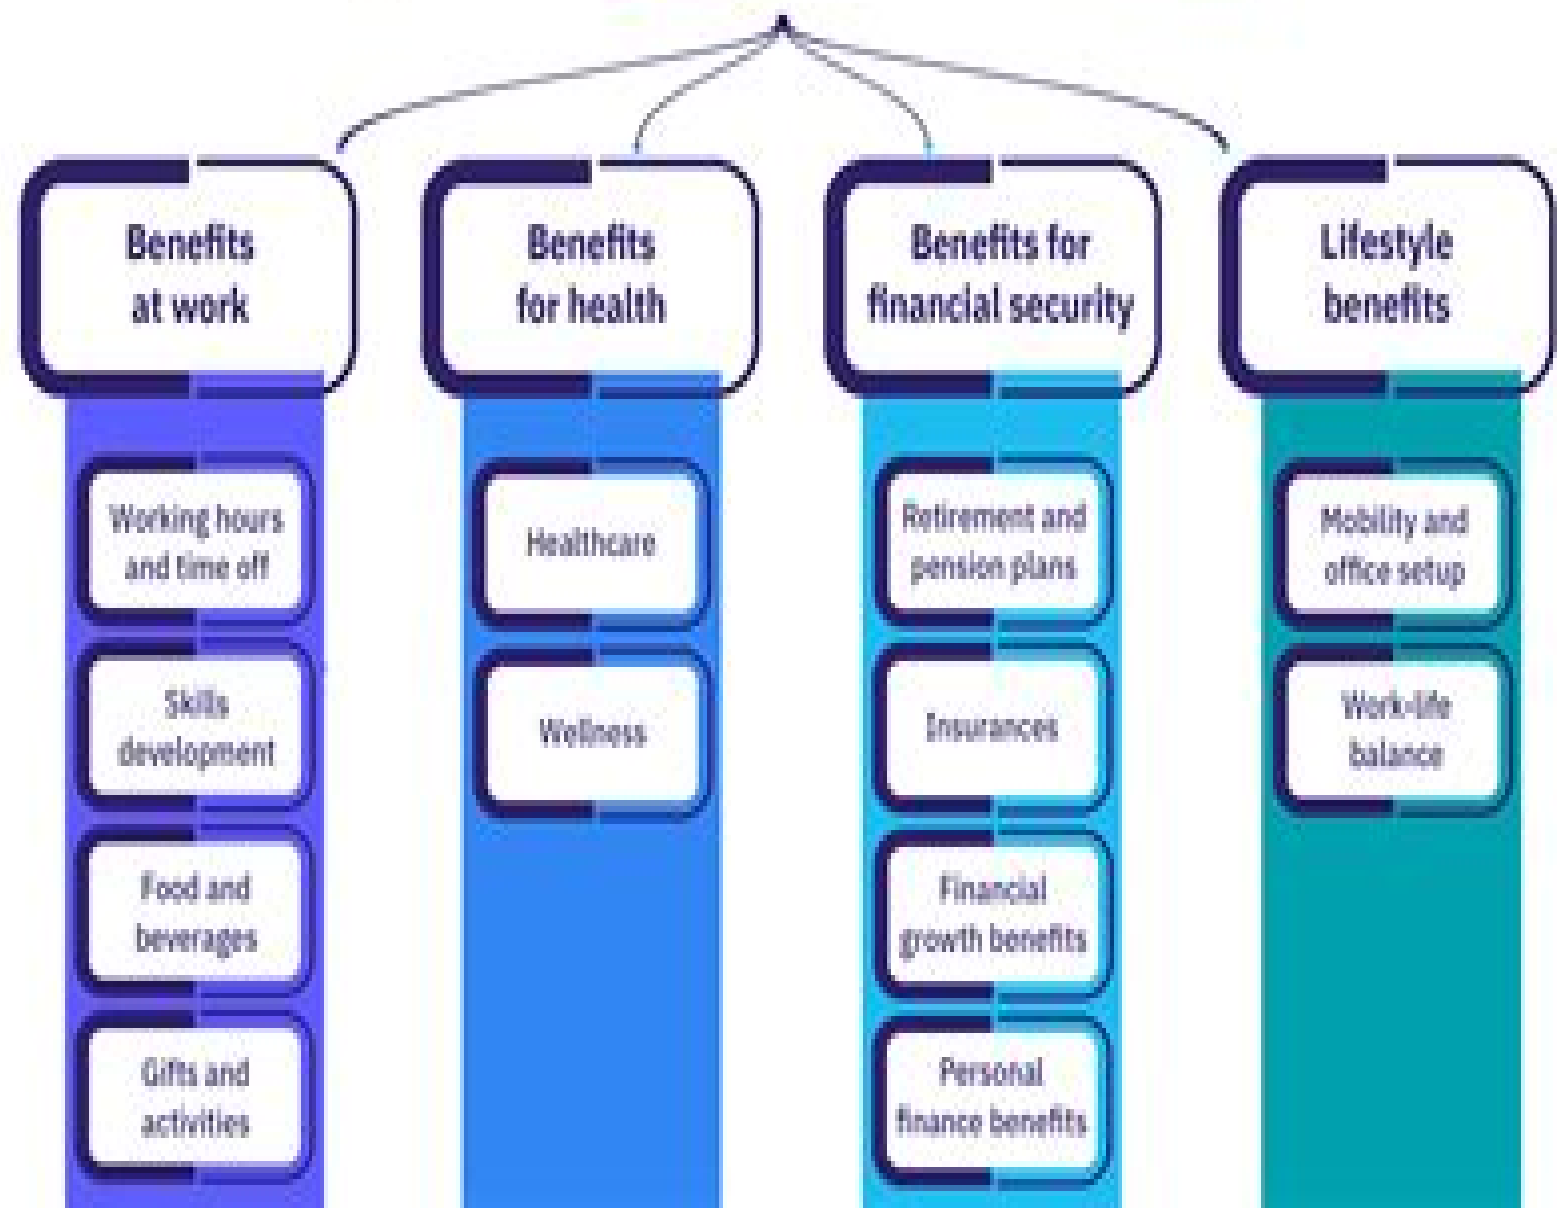 Benefits
at work
Working hours
and time off
Skills
development
Food and
beverages
Gifts and
activities
Benefits
for health
Healthcare
Wellness
Benefits for
financial security
Retirement and
pension plans
Insurances
Financial
growth benefits
Personal
finance benefits
Lifestyle
benefits
Mobility and
office setup
Work-life
balance